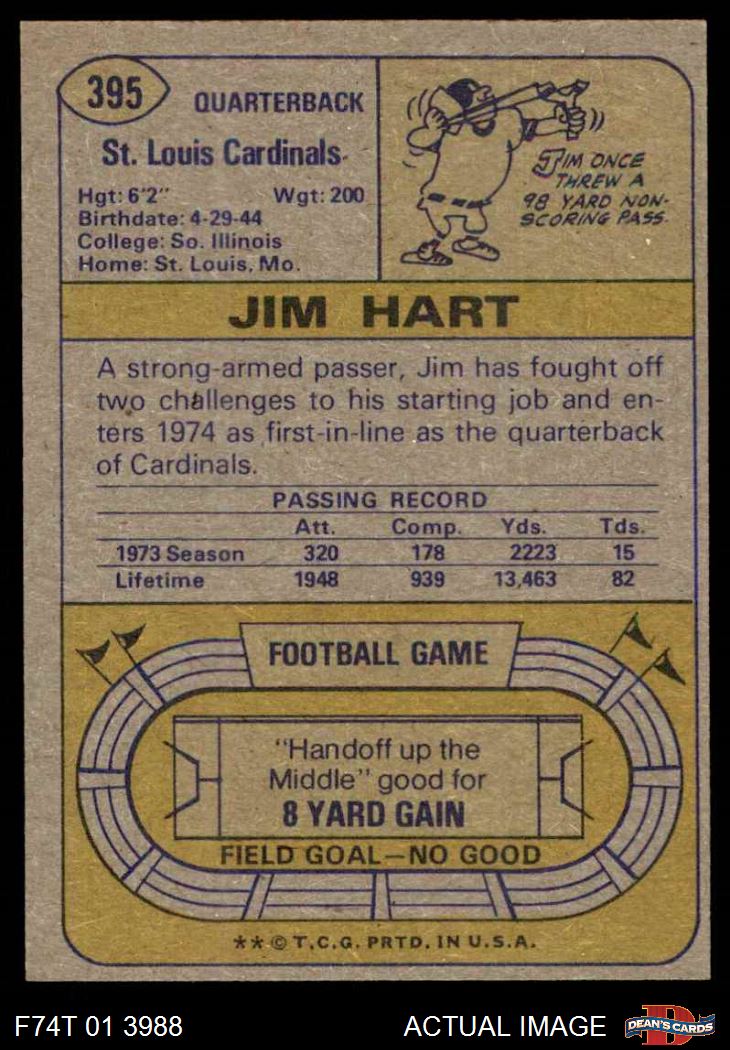 395
QUARTERBACK
St. Louis Cardinals
Hgt: 6'2" Wgt: 200
Birthdate: 4-29-44
College: So. Illinois
Home: St. Louis, Mo.
JIM ONCE
THREW A
98 YARD NON-
SCORING PASS.
JIM HART
A strong-armed passer, Jim has fought off
two challenges to his starting job and en-
ters 1974 as first-in-line as the quarterback
of Cardinals.
PASSING RECORD
Att. Comp. Yds. Tds.
1973 Season 320 178 2223 15
Lifetime 1948 939 13,463 82
FOOTBALL GAME
"Handoff up the
Middle" good for
8 YARD GAIN
FIELD GOAL—NO GOOD
**© T.C.G. PRTD. IN U.S.A.
F74T 01 3988 ACTUAL IMAGE D
DEAN'S CARDS